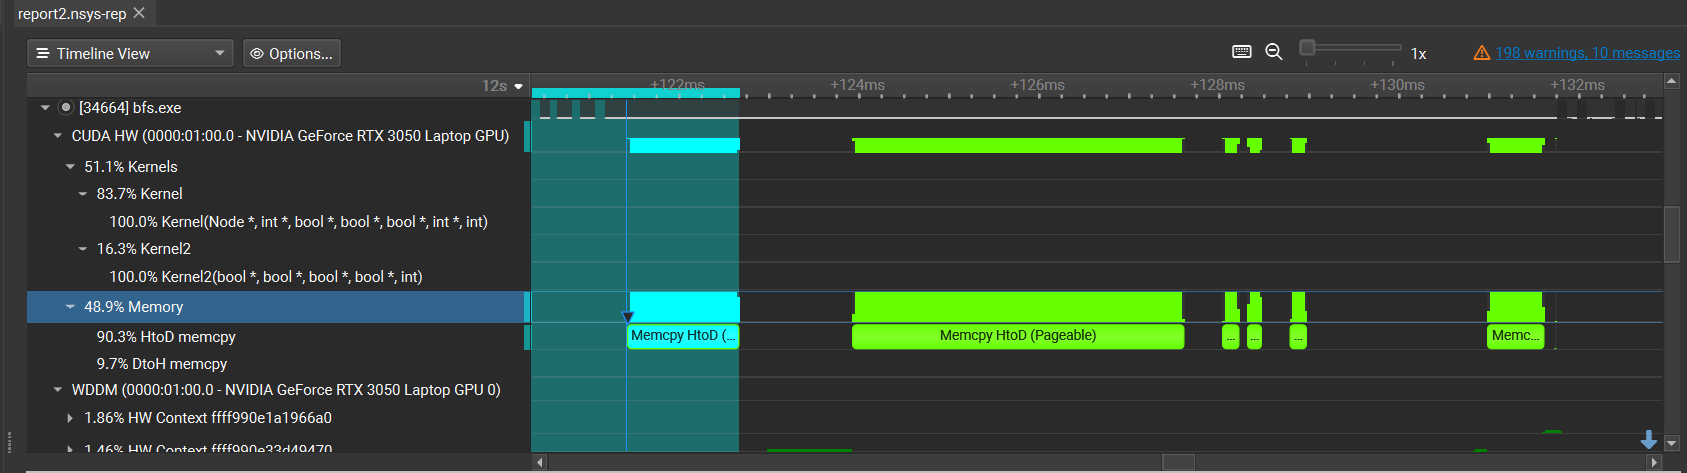 report2.nsys-rep
Timeline View
Options...
1x
198 warnings, 10 messages
12s
+122ms
+124ms
+126ms
+128ms
+130ms
+132ms
[34664] bfs.exe
CUDA HW (0000:01:00.0 - NVIDIA GeForce RTX 3050 Laptop GPU)
51.1% Kernels
83.7% Kernel
100.0% Kernel(Node *, int *, bool *, bool *, bool *, int *, int)
16.3% Kernel2
100.0% Kernel2(bool *, bool *, bool *, bool *, int)
48.9% Memory
90.3% HtoD memcpy
Memcpy HtoD (...
Memcpy HtoD (Pageable)
...
...
...
Memc...
9.7% DtoH memcpy
WDDM (0000:01:00.0 - NVIDIA GeForce RTX 3050 Laptop GPU 0)
1.86% HW Context ffff990e1a1966a0
1.46% HW Context ffff990e33d49470